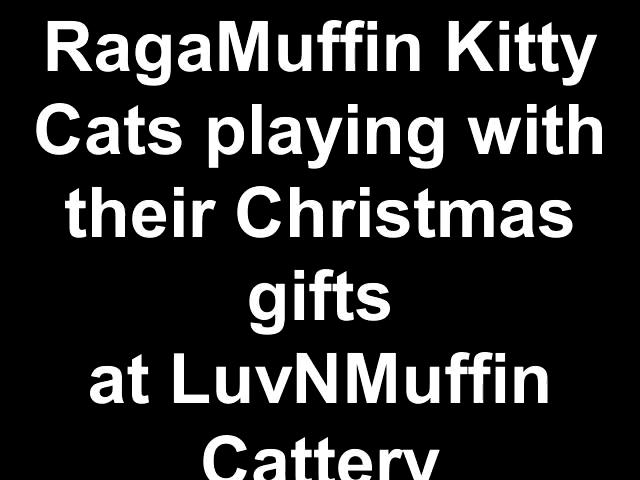 RagaMuffin Kitty
Cats playing with
their Christmas
gifts
at LuvNMuffin
Cattery